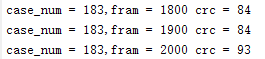 case_num = 183,fram = 1800 crc = 84
case_num = 183,fram = 1900 crc = 84
case_num = 183,fram = 2000 crc = 93